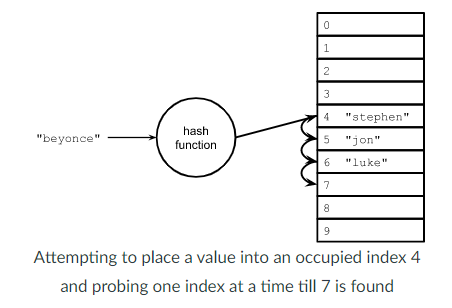 0
1
2
3
"beyonce"
hash
function
4 "stephen"
5 "jon"
6 "luke"
7
8
9
Attempting to place a value into an occupied index 4
and probing one index at a time till 7 is found